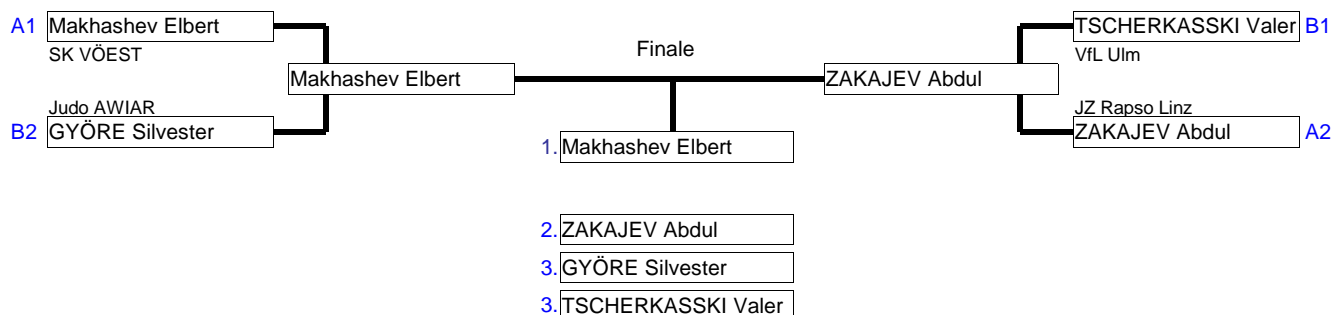 A1 Makhashev Elbert
SK VÖEST
Makhashev Elbert
Judo AWIAR
B2 GYÖRE Silvester
Finale
TSCHERKASSKI Valer B1
VfL Ulm
ZAKAJEV Abdul
JZ Rapso Linz
ZAKAJEV Abdul A2
1. Makhashev Elbert
2. ZAKAJEV Abdul
3. GYÖRE Silvester
3. TSCHERKASSKI Valer